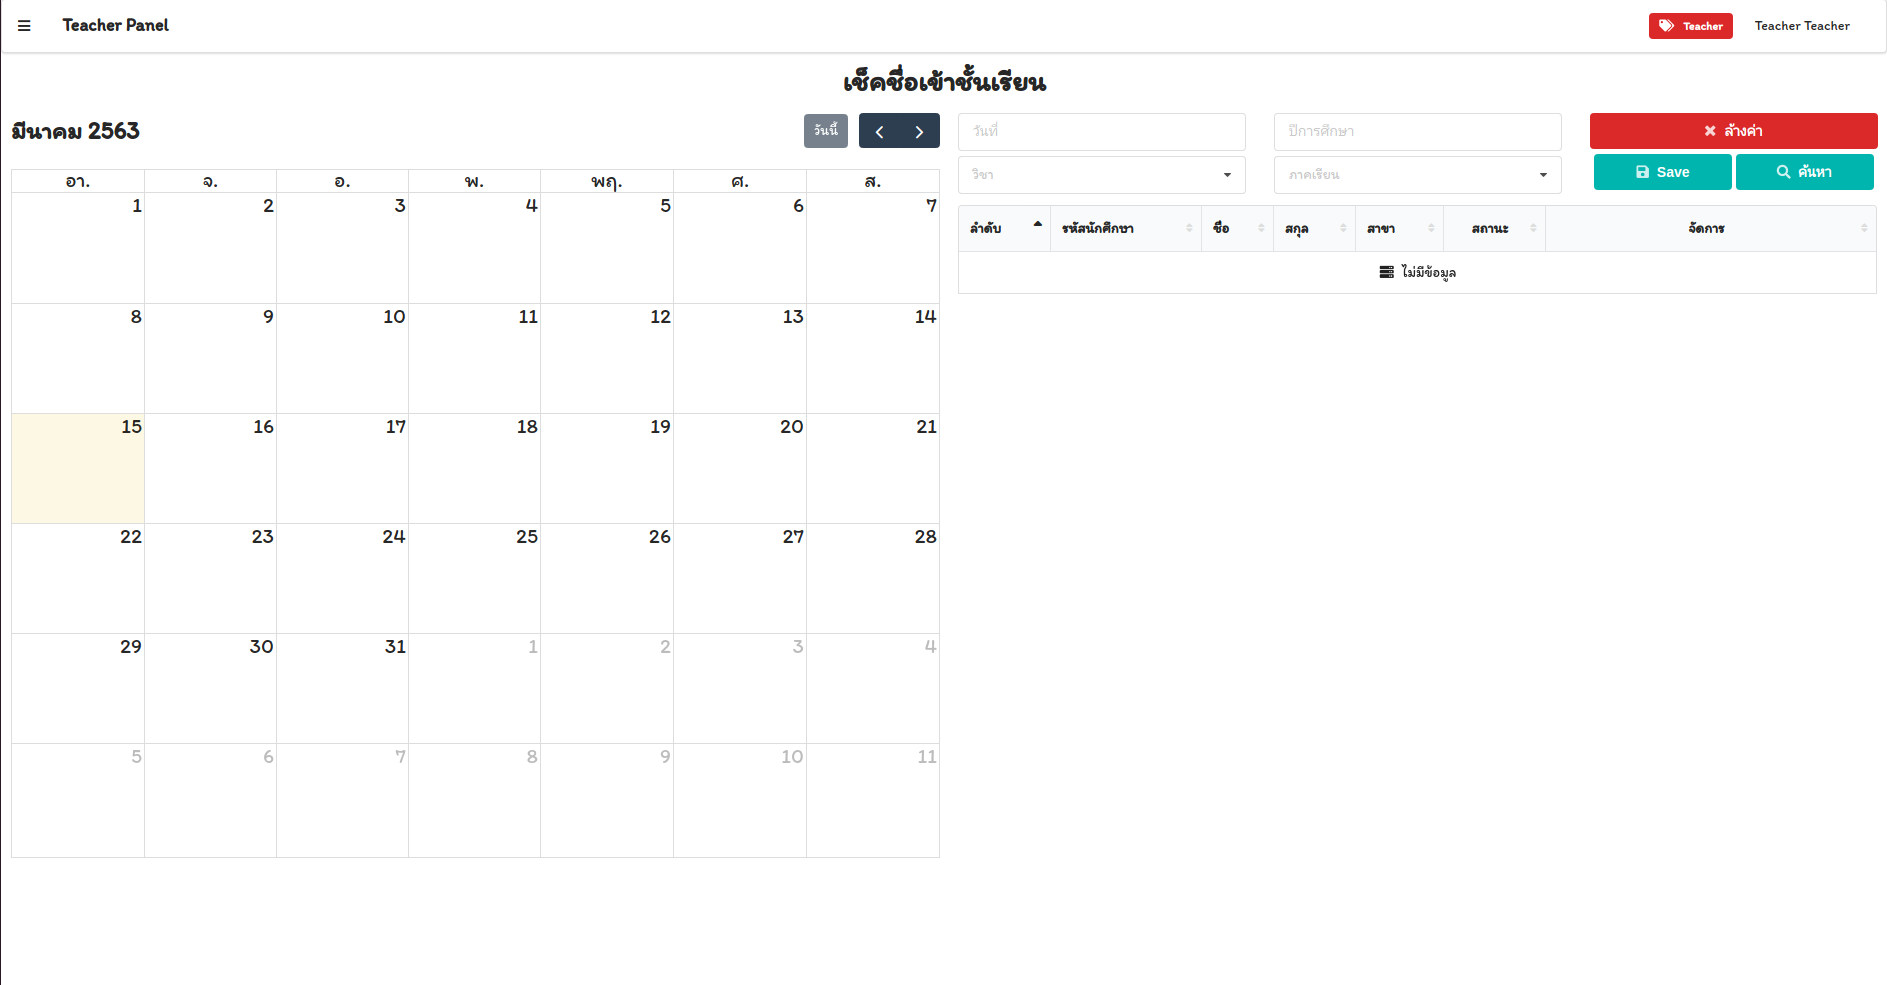 Teacher Panel
Teacher
Teacher Teacher
เช็คชื่อเข้าชั้นเรียน
มีนาคม 2563
วันนี้
อา. จ. อ. พ. พฤ. ศ. ส.
1 2 3 4 5 6 7
8 9 10 11 12 13 14
15 16 17 18 19 20 21
22 23 24 25 26 27 28
29 30 31 1 2 3 4
5 6 7 8 9 10 11
วันที่ ปีการศึกษา ล้างค่า
วิชา ภาคเรียน Save ค้นหา
ลำดับ รหัสนักศึกษา ชื่อ สกุล สาขา สถานะ จัดการ
ไม่มีข้อมูล